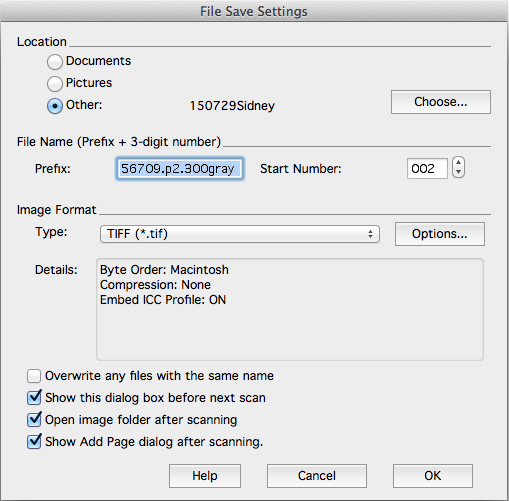 File Save Settings
Location
Documents
Pictures
Other: 150729Sidney Choose...
File Name (Prefix + 3-digit number)
Prefix: 56709.p2.300gray Start Number: 002
Image Format
Type: TIFF (*.tif) Options...
Details: Byte Order: Macintosh
Compression: None
Embed ICC Profile: ON
Overwrite any files with the same name
Show this dialog box before next scan
Open image folder after scanning
Show Add Page dialog after scanning.
Help Cancel OK